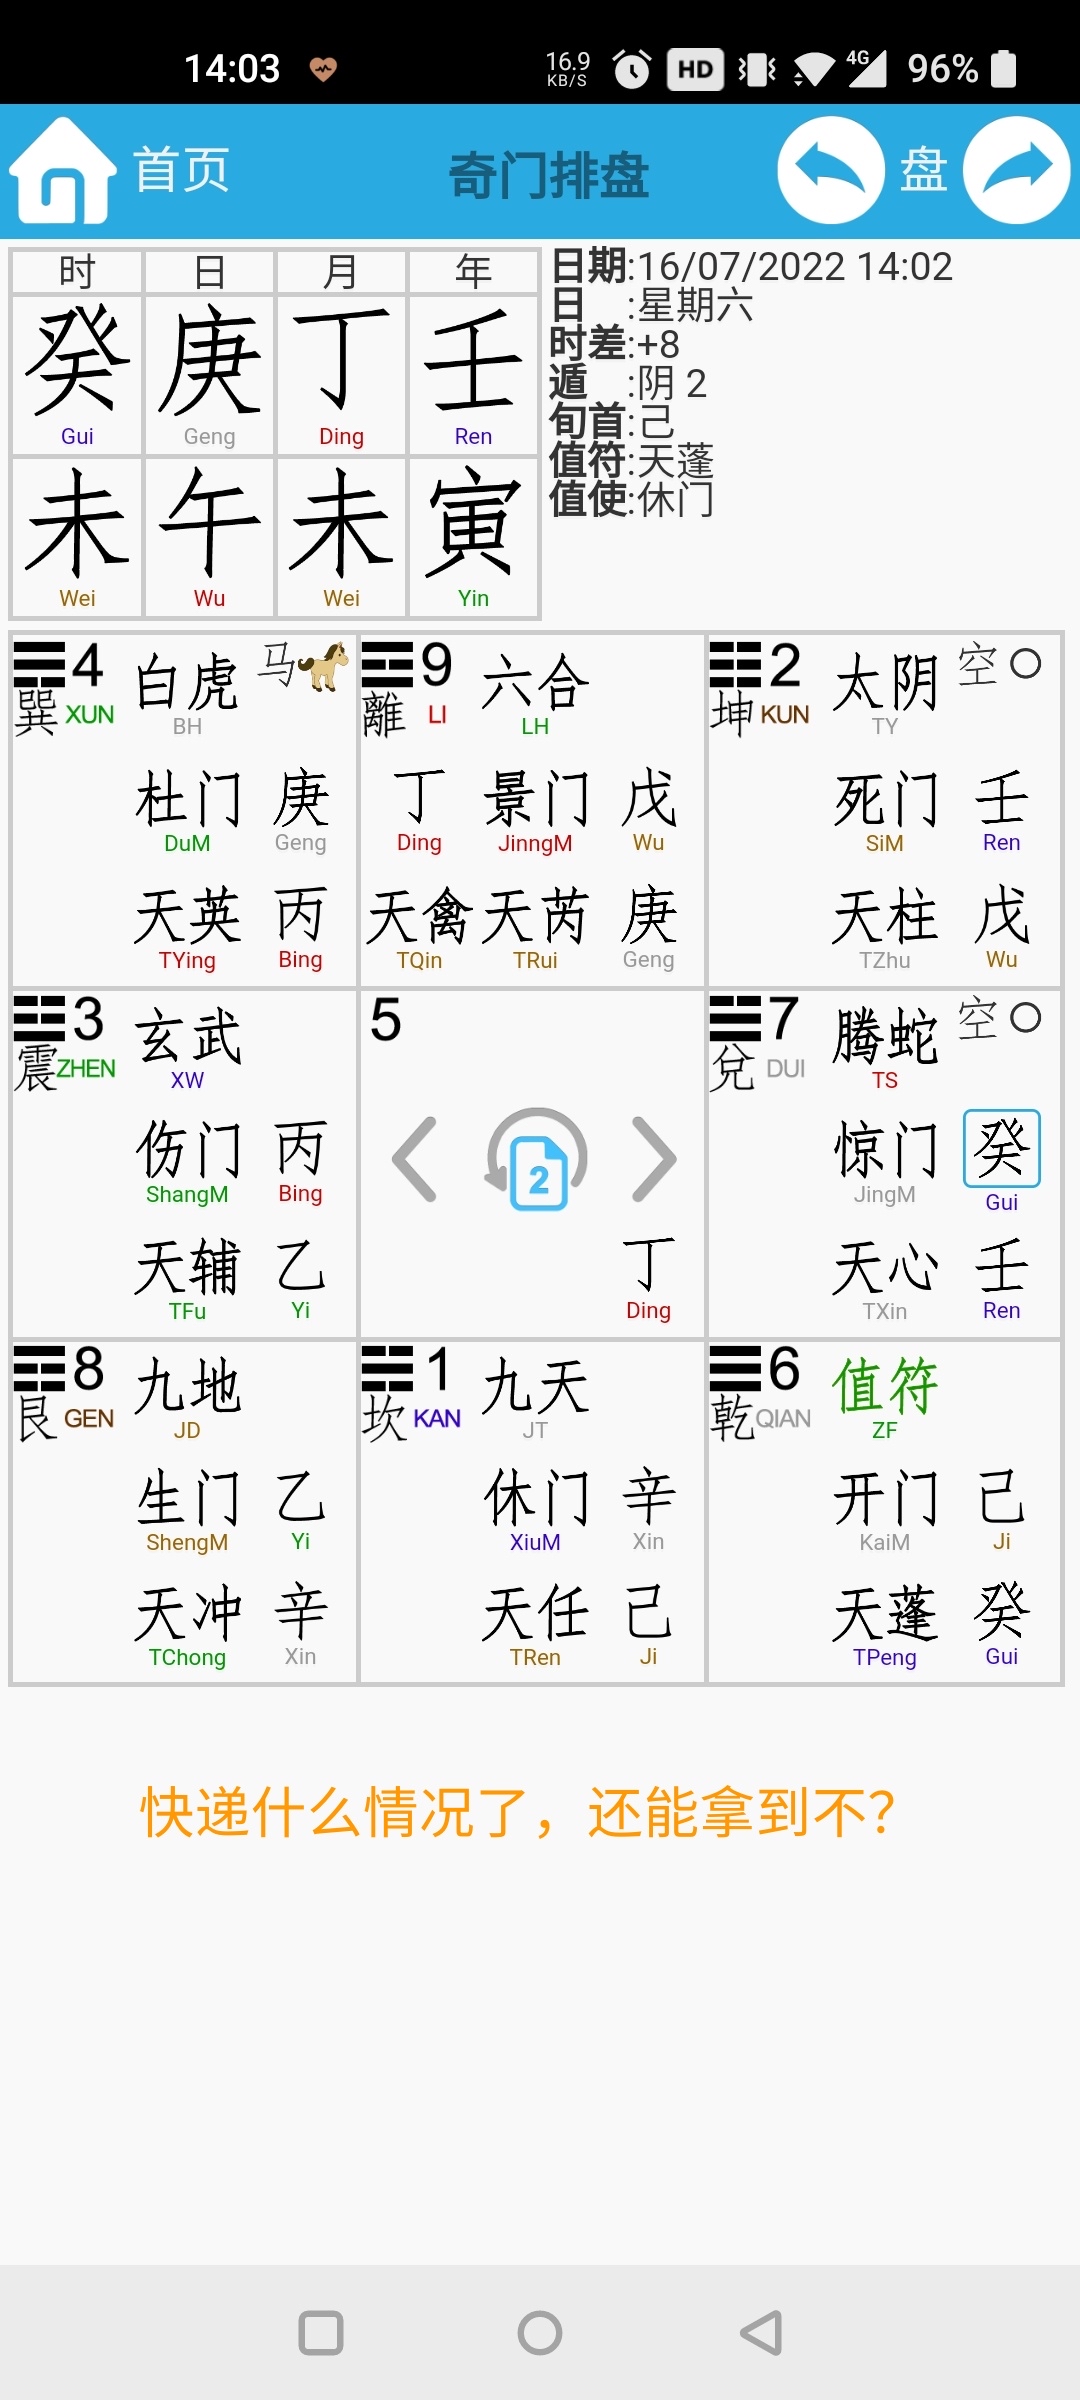 14:03 16.9 KB/S HD 4G 96%
首页 奇门排盘 盘
时 日 月 年
癸 庚 丁 壬
Gui Geng Ding Ren
未 午 未 寅
Wei Wu Wei Yin
日期:16/07/2022 14:02
日 :星期六
时差:+8
遁 :阴 2
旬首:己
值符:天蓬
值使:休门
4 白虎 马
巽 XUN BH
杜门 庚
DuM Geng
天英 丙
TYing Bing
9 六合
離 LI LH
丁 景门 戊
Ding JinngM Wu
天禽 天芮 庚
TQin TRui Geng
2 太阴 空
坤 KUN TY
死门 壬
SiM Ren
天柱 戊
TZhu Wu
3 玄武
震 ZHEN XW
伤门 丙
ShangM Bing
天辅 乙
TFu Yi
5
2
丁
Ding
7 腾蛇 空
兌 DUI TS
惊门 癸
JingM Gui
天心 壬
TXin Ren
8 九地
艮 GEN JD
生门 乙
ShengM Yi
天冲 辛
TChong Xin
1 九天
坎 KAN JT
休门 辛
XiuM Xin
天任 己
TRen Ji
6 值符
乾 QIAN ZF
开门 己
KaiM Ji
天蓬 癸
TPeng Gui
快递什么情况了，还能拿到不?